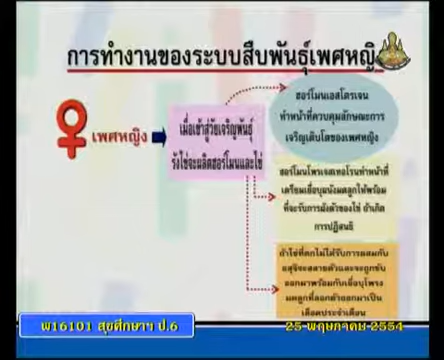 การทำงานของระบบสืบพันธุ์เพศหญิง
เพศหญิง
เมื่อเข้าสู่วัยเจริญพันธุ์
รังไข่จะผลิตฮอร์โมนและไข่
ฮอร์โมนเอสโตรเจน
ทำหน้าที่ควบคุมลักษณะการ
เจริญเติบโตของเพศหญิง
ฮอร์โมนโพรเจสเทอโรนทำหน้าที่
เตรียมเยื่อบุผนังมดลูกให้พร้อม
ที่จะรับการฝังตัวของไข่ ถ้าเกิด
การปฏิสนธิ
ถ้าไข่ที่ตกไม่ได้รับการผสมกับ
อสุจิจะสลายตัวและจะถูกขับ
ออกมาพร้อมกับเยื่อบุโพรง
มดลูกที่ลอกตัวออกมาเป็น
เลือดประจำเดือน
พ16101 สุขศึกษาฯ ป.6
25 พฤษภาคม 2554